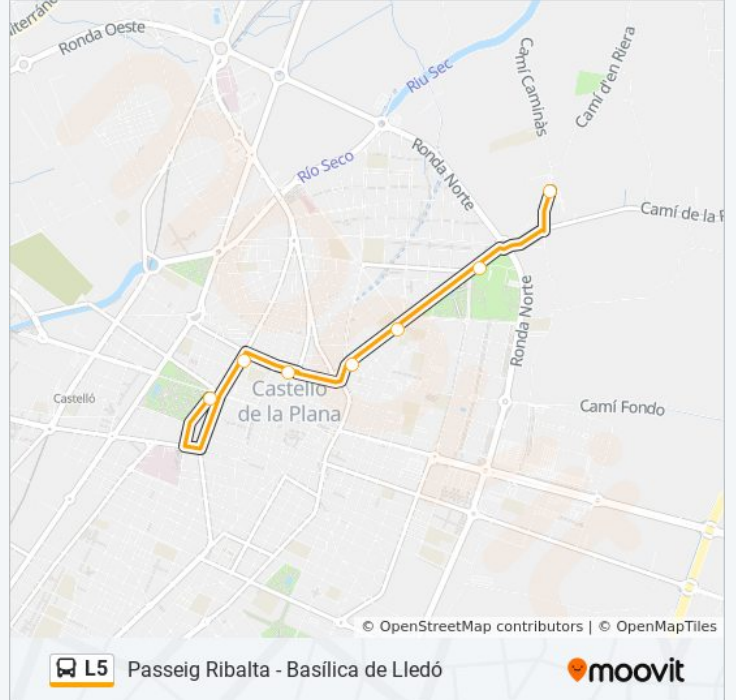 iterráne
Ronda Oeste
Riu Sec
Camí Caminàs
Camí d'en Riera
Río Seco
Ronda Norte
Camí de la F
Ronda Norte
Castelló
Castelló
de la Plana
Camí Fondo
© OpenStreetMap contributors | © OpenMapTiles
L5 Passeig Ribalta - Basílica de Lledó
moovit